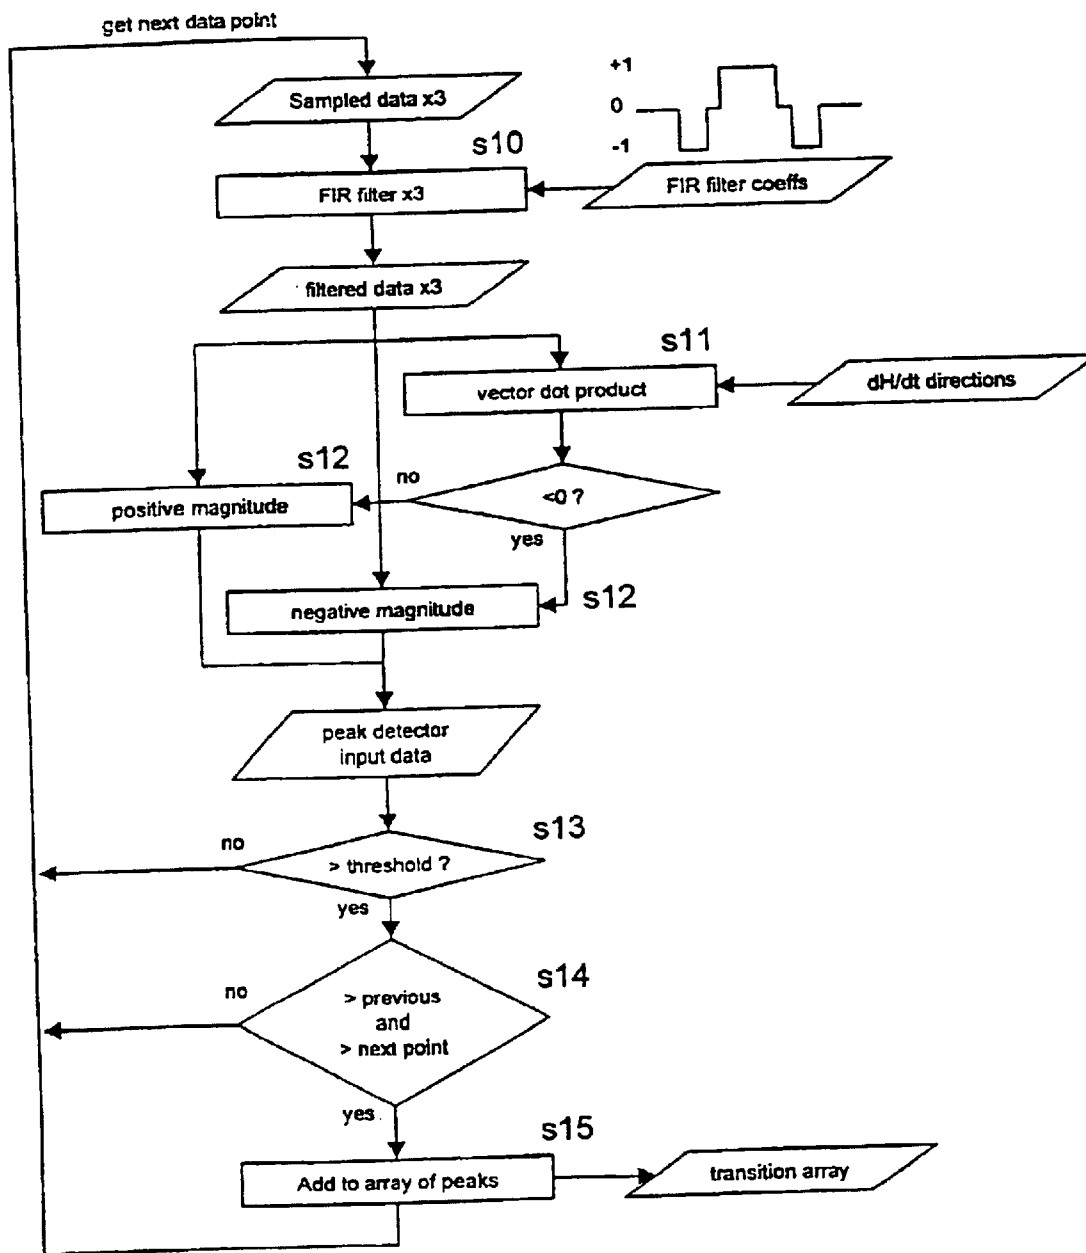 get next data point
Sampled data x3
+1
0
-1
s10
FIR filter x3
FIR filter coeffs
filtered data x3
s11
vector dot product
dH/dt directions
s12
no
<0 ?
positive magnitude
yes
negative magnitude
s12
peak detector
input data
s13
no
> threshold ?
yes
s14
no
> previous
and
> next point
yes
s15
Add to array of peaks
transition array